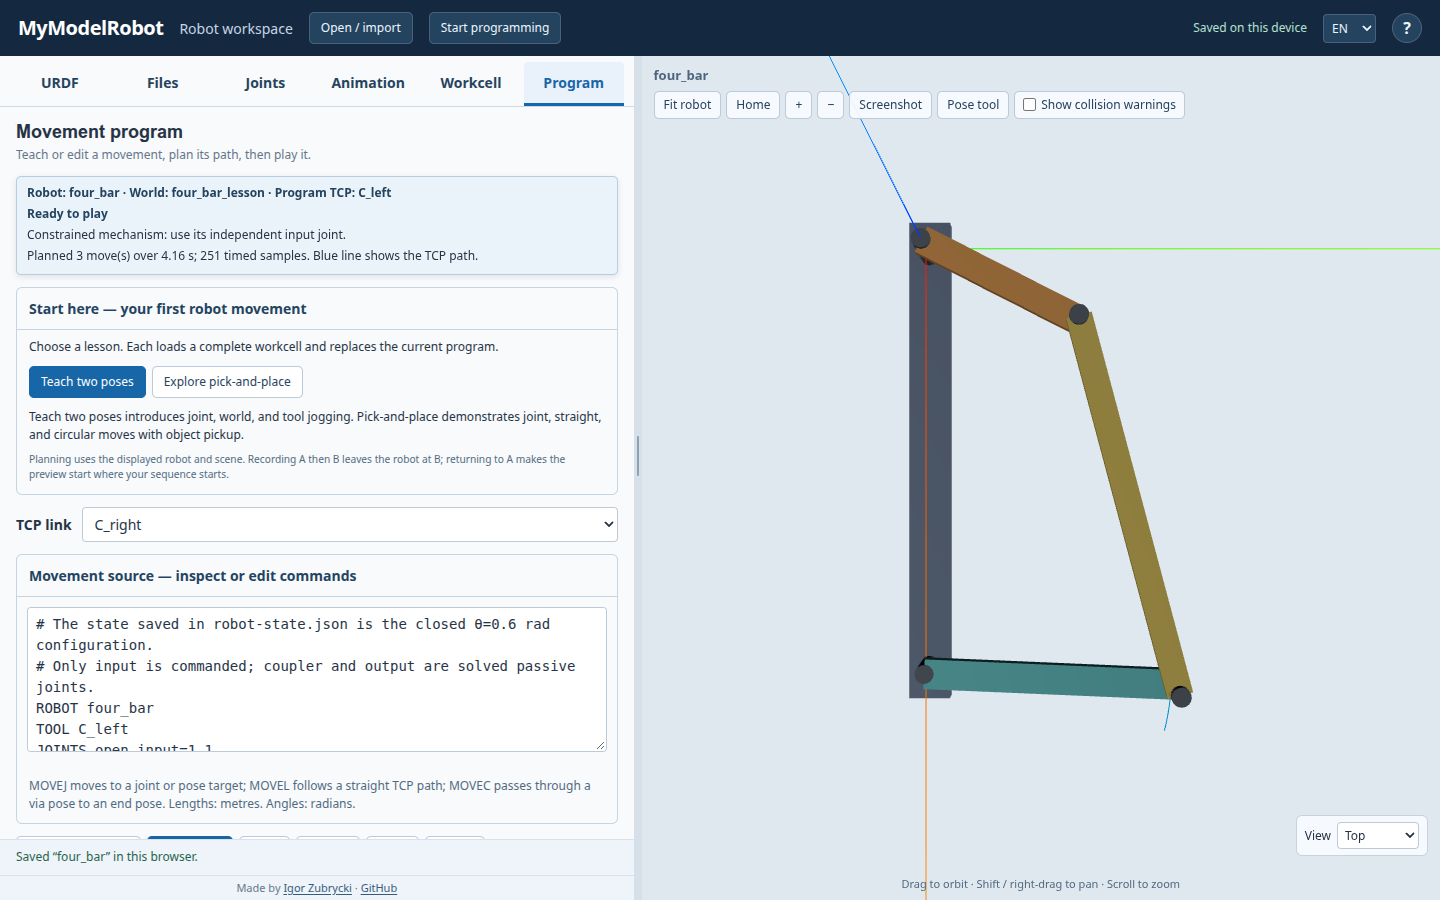 MyModelRobot
Robot workspace
Open / import
Start programming
Saved on this device
EN
?
URDF
Files
Joints
Animation
Workcell
Program
Movement program
Teach or edit a movement, plan its path, then play it.
Robot: four_bar · World: four_bar_lesson · Program TCP: C_left
Ready to play
Constrained mechanism: use its independent input joint.
Planned 3 move(s) over 4.16 s; 251 timed samples. Blue line shows the TCP path.
Start here — your first robot movement
Choose a lesson. Each loads a complete workcell and replaces the current program.
Teach two poses
Explore pick-and-place
Teach two poses introduces joint, world, and tool jogging. Pick-and-place demonstrates joint, straight,
and circular moves with object pickup.
Planning uses the displayed robot and scene. Recording A then B leaves the robot at B; returning to A makes the
preview start where your sequence starts.
TCP link
C_right
Movement source — inspect or edit commands
# The state saved in robot-state.json is the closed θ=0.6 rad
configuration.
# Only input is commanded; coupler and output are solved passive
joints.
ROBOT four_bar
TOOL C_left
JOINTS open input=1.1
MOVEJ moves to a joint or pose target; MOVEL follows a straight TCP path; MOVEC passes through a
via pose to an end pose. Lengths: metres. Angles: radians.
Saved “four_bar” in this browser.
Made by Igor Zubrycki · GitHub
four_bar
Fit robot
Home
+
−
Screenshot
Pose tool
Show collision warnings
View
Top
Drag to orbit · Shift / right-drag to pan · Scroll to zoom